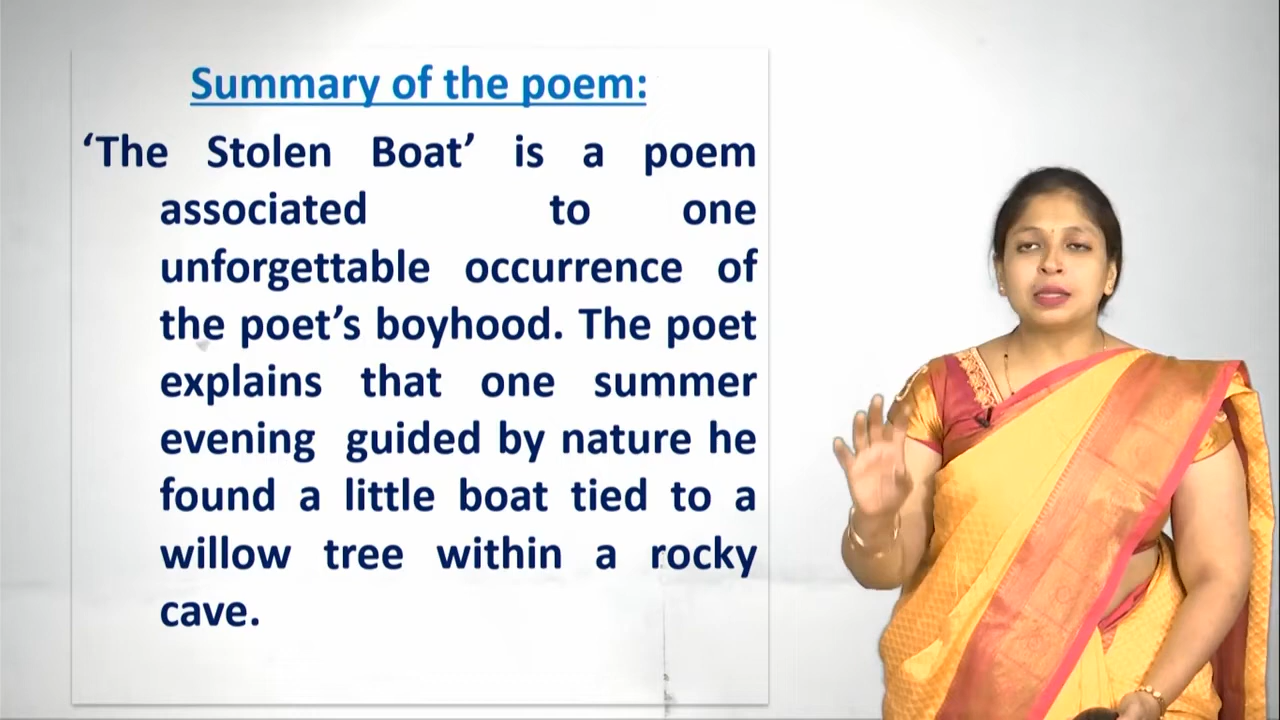 Summary of the poem:
‘The Stolen Boat’ is a poem
associated to one
unforgettable occurrence of
the poet’s boyhood. The poet
explains that one summer
evening guided by nature he
found a little boat tied to a
willow tree within a rocky
cave.